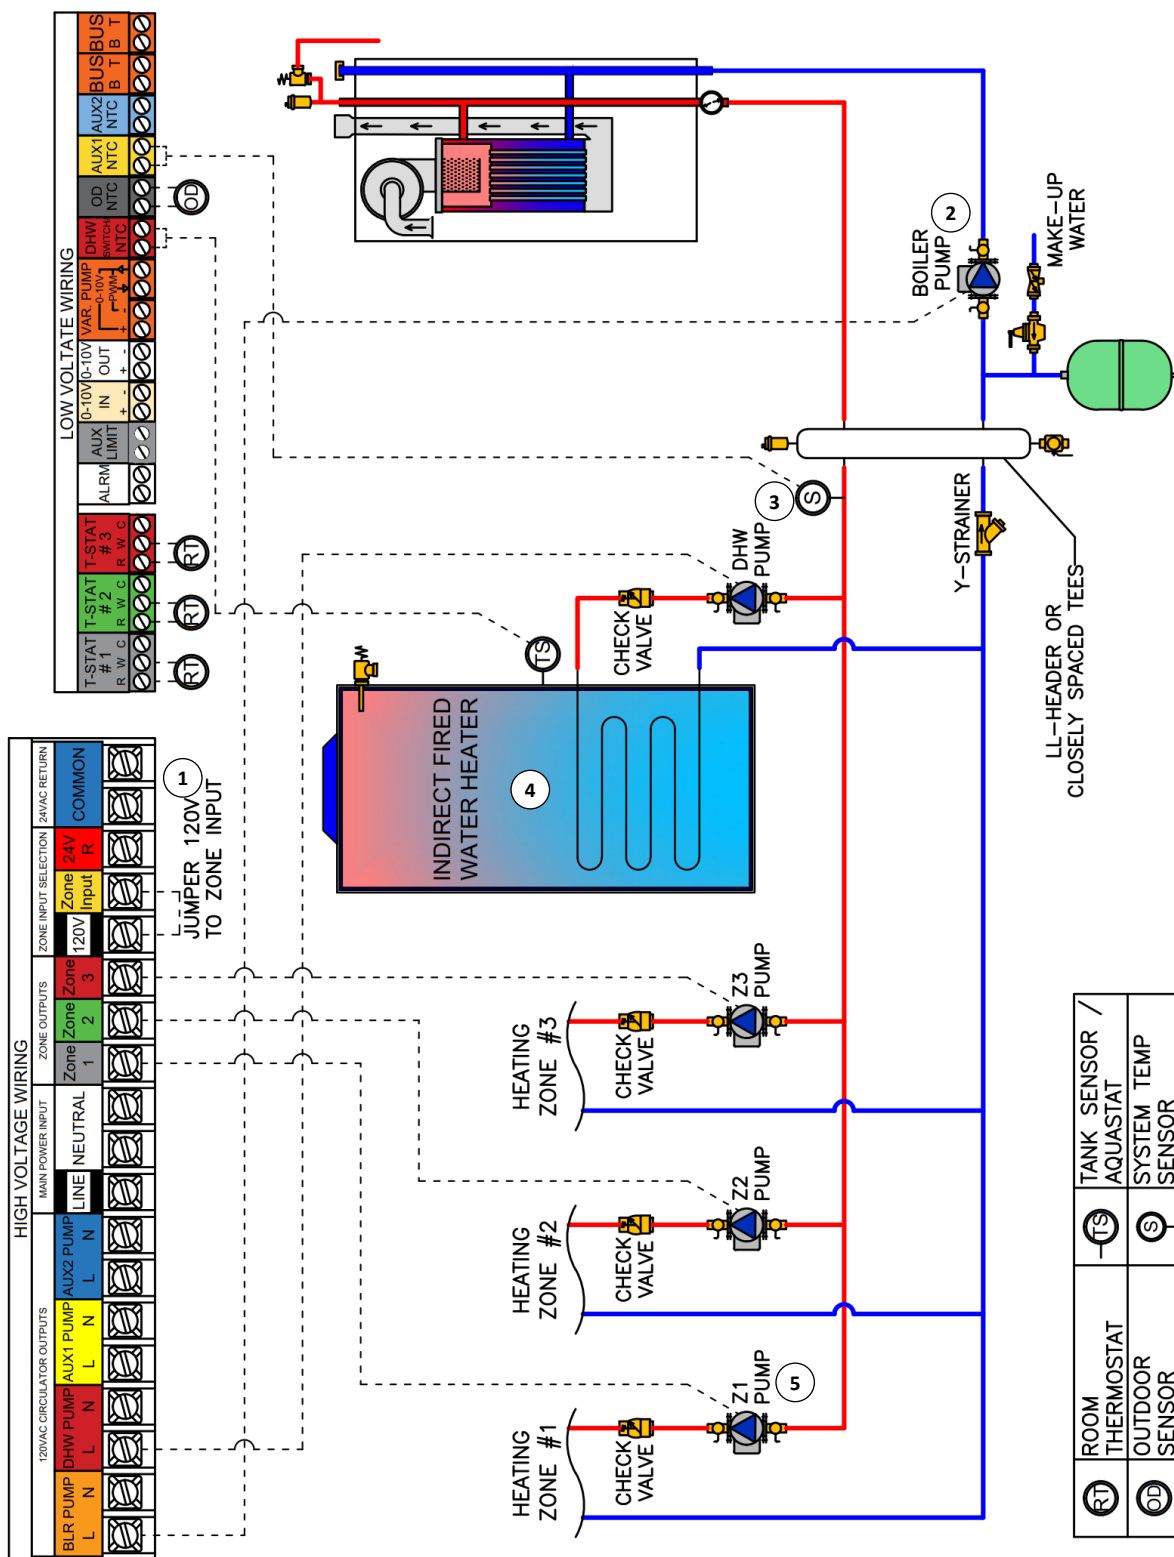 HIGH VOLTAGE WIRING
120VAC CIRCULATOR OUTPUTS
MAIN POWER INPUT
ZONE OUTPUTS
ZONE INPUT SELECTION
24VAC RETURN
BLR PUMP
L N
DHW PUMP
L N
AUX1 PUMP
L N
AUX2 PUMP
L N
LINE
NEUTRAL
Zone
1
Zone
2
Zone
3
120V
Zone
Input
24V
R
COMMON
LOW VOLTATE WIRING
T-STAT
#1
R W C
T-STAT
#2
R W C
T-STAT
#3
R W C
ALRM
AUX
LIMIT
0-10V
IN
+ -
0-10V
OUT
+ -
VAR. PUMP
0-10V
PWM
+ -
DHW
SWITCH/
NTC
OD
NTC
AUX1
NTC
AUX2
NTC
BUS
B T
BUS
B T
RT
RT
RT
OD
1
JUMPER 120V
TO ZONE INPUT
2
BOILER
PUMP
MAKE-UP
WATER
3
S
DHW
PUMP
CHECK
VALVE
TS
Y-STRAINER
LL-HEADER OR
CLOSELY SPACED TEES
INDIRECT FIRED
WATER HEATER
4
HEATING
ZONE #1
CHECK
VALVE
Z1
PUMP
5
HEATING
ZONE #2
CHECK
VALVE
Z2
PUMP
HEATING
ZONE #3
CHECK
VALVE
Z3
PUMP
RT
ROOM
THERMOSTAT
TS
TANK SENSOR /
AQUASTAT
OD
OUTDOOR
SENSOR
S
SYSTEM TEMP
SENSOR